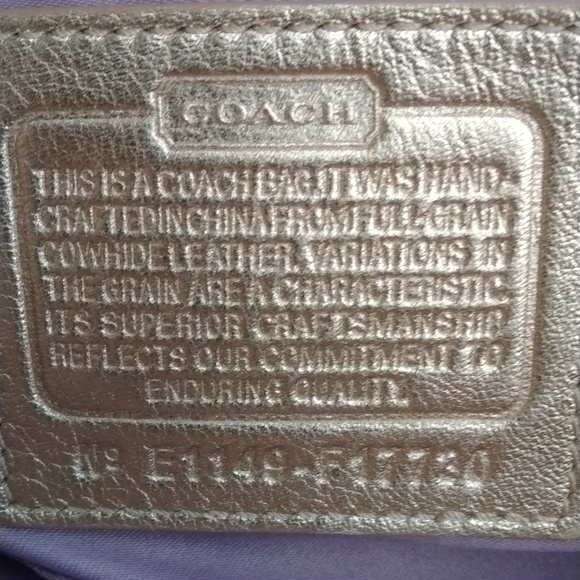 COACH
THIS IS A COACH BAG. IT WAS HAND-
CRAFTED IN CHINA FROM FULL-GRAIN
COWHIDE LEATHER. VARIATIONS IN
THE GRAIN ARE A CHARACTERISTIC.
ITS SUPERIOR CRAFTSMANSHIP
REFLECTS OUR COMMITMENT TO
ENDURING QUALITY.
Nº E1149-F17730